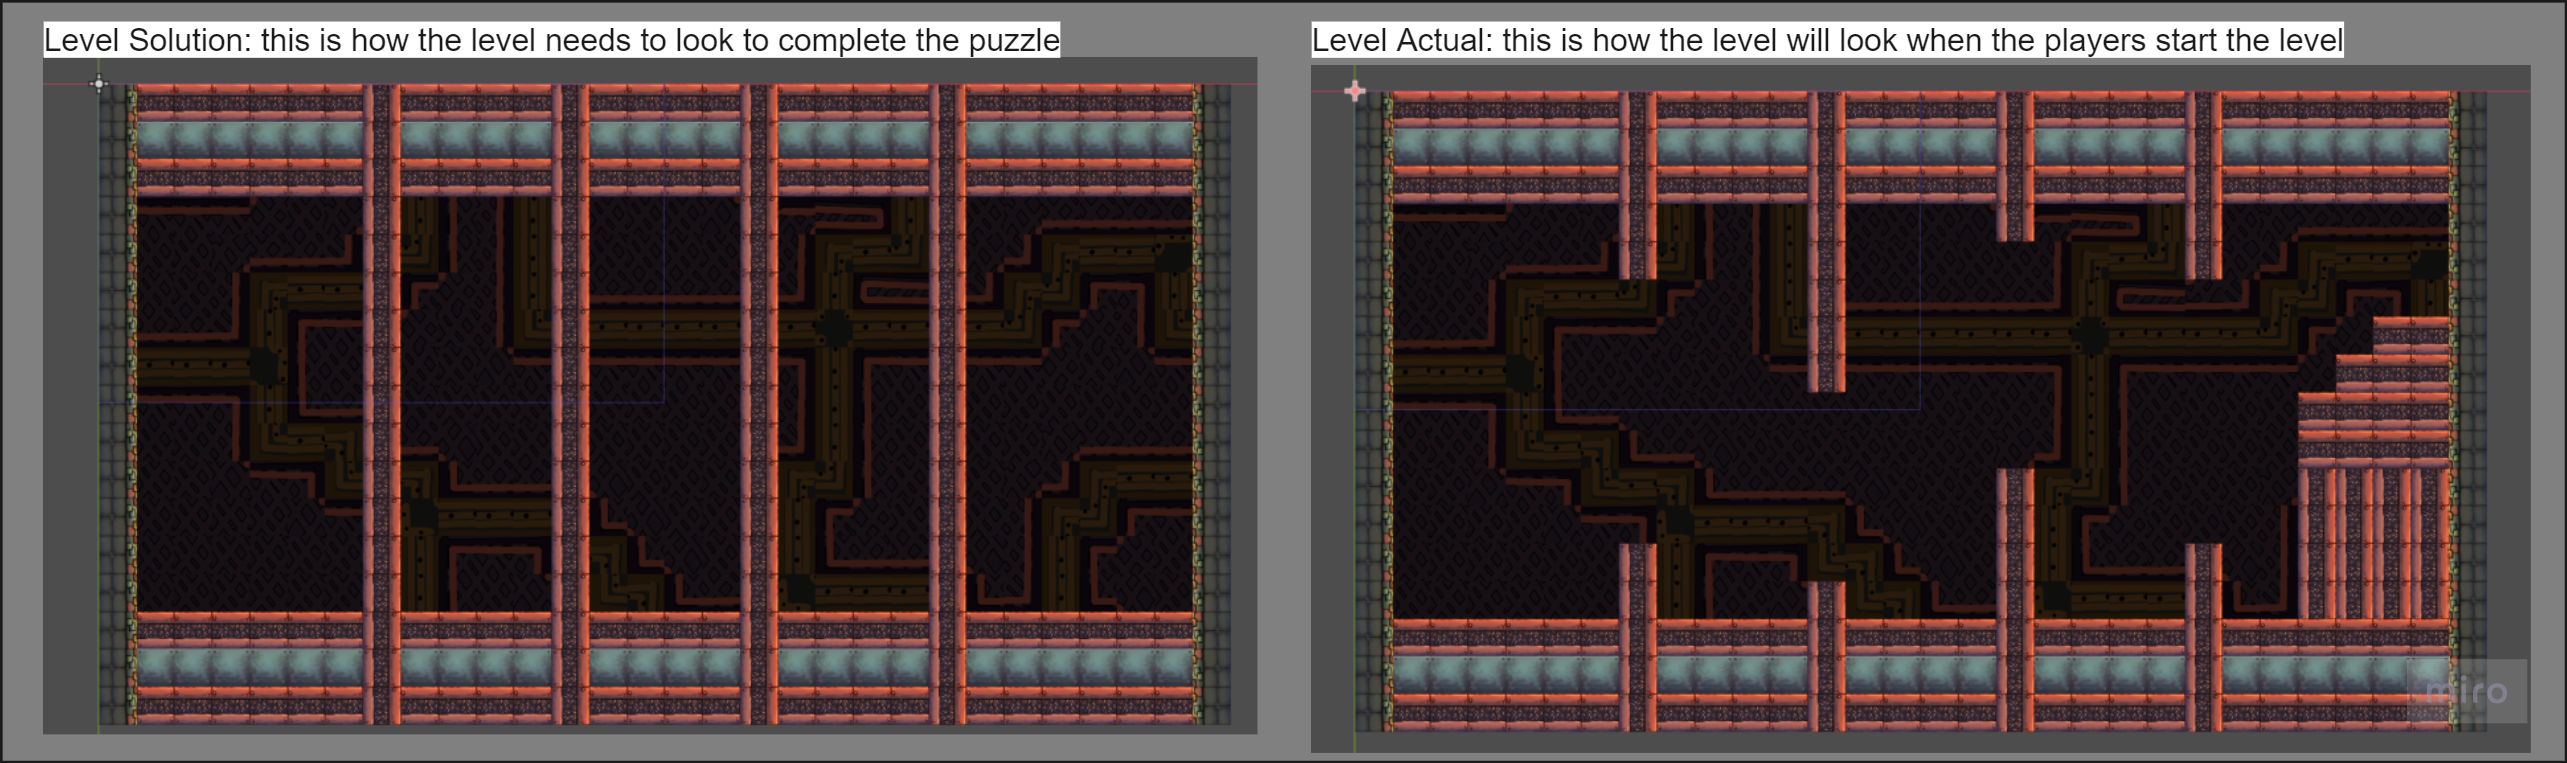 Level Solution: this is how the level needs to look to complete the puzzle
Level Actual: this is how the level will look when the players start the level
miro